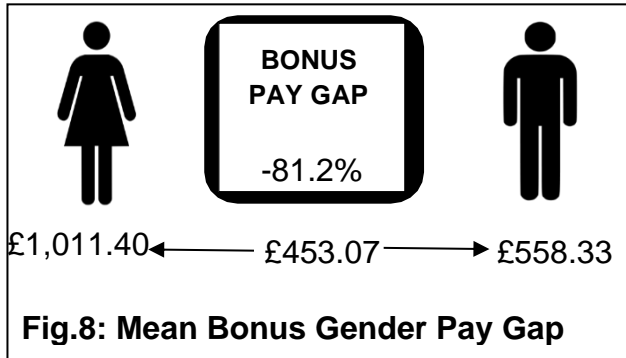 BONUS
PAY GAP
-81.2%
£1,011.40 £453.07 £558.33
Fig.8: Mean Bonus Gender Pay Gap